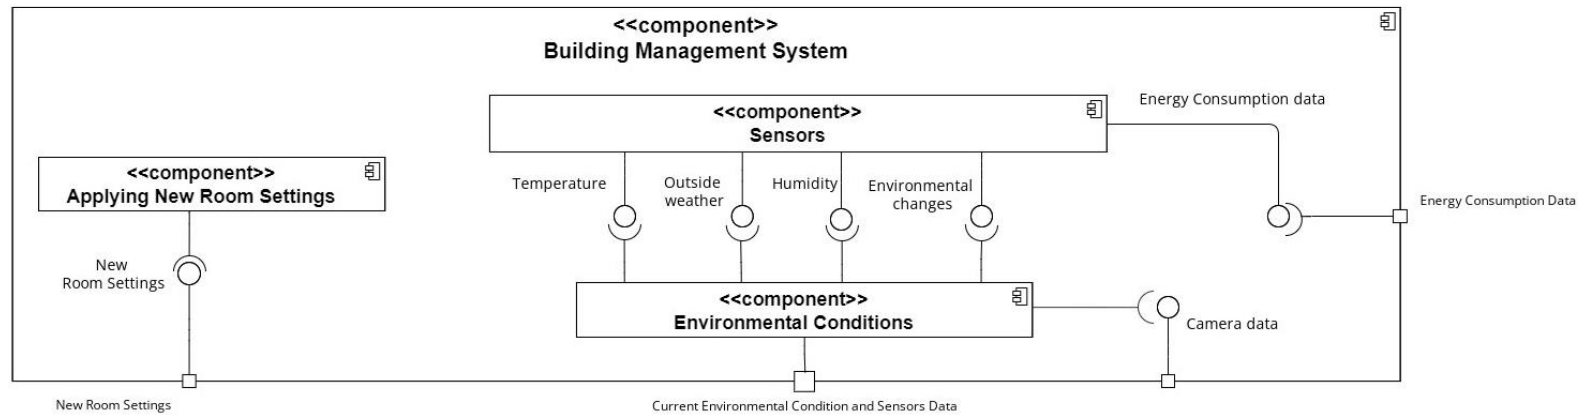 <<component>>
Building Management System
<<component>>
Sensors
Energy Consumption data
<<component>>
Applying New Room Settings
Temperature
Outside
weather
Humidity
Environmental
changes
Energy Consumption Data
New
Room Settings
<<component>>
Environmental Conditions
Camera data
New Room Settings
Current Environmental Condition and Sensors Data